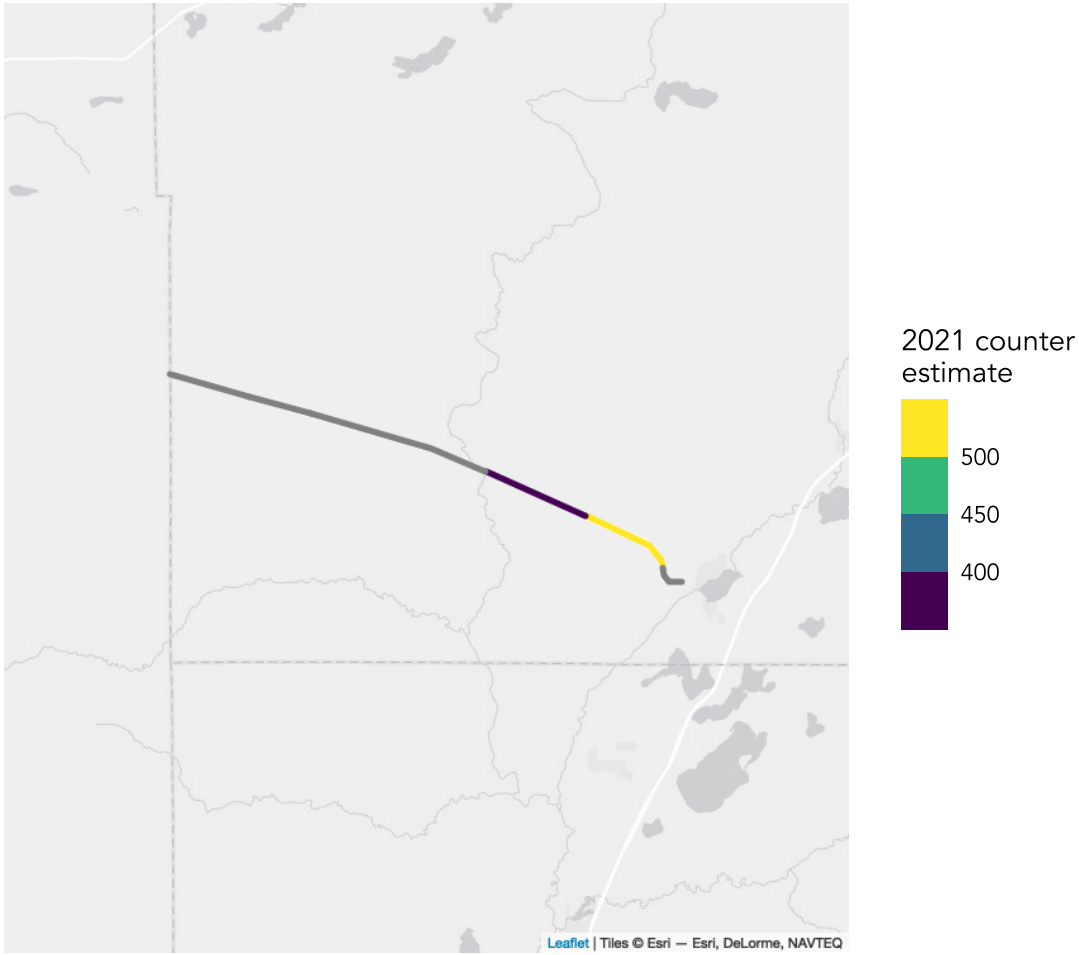 2021 counter
estimate
500
450
400
Leaflet | Tiles © Esri — Esri, DeLorme, NAVTEQ